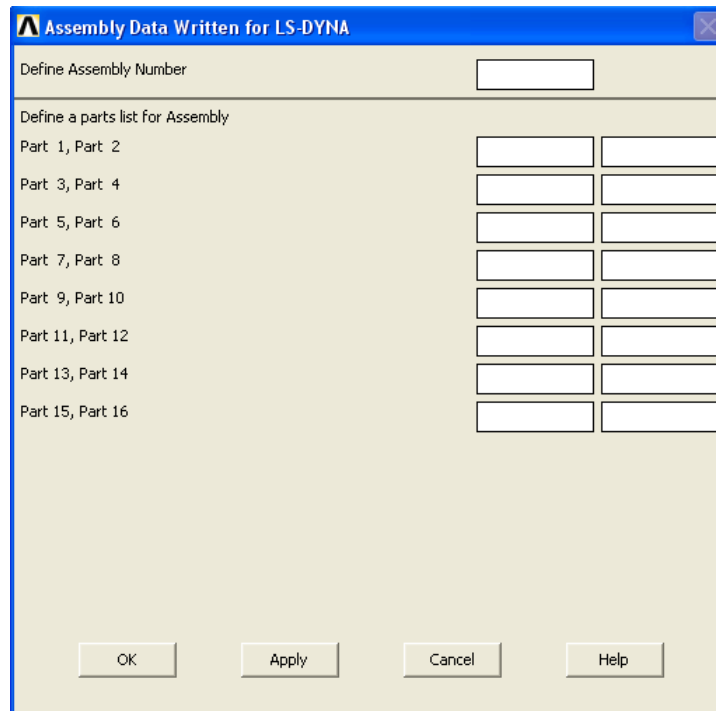 Assembly Data Written for LS-DYNA
Define Assembly Number
Define a parts list for Assembly
Part 1, Part 2
Part 3, Part 4
Part 5, Part 6
Part 7, Part 8
Part 9, Part 10
Part 11, Part 12
Part 13, Part 14
Part 15, Part 16
OK Apply Cancel Help